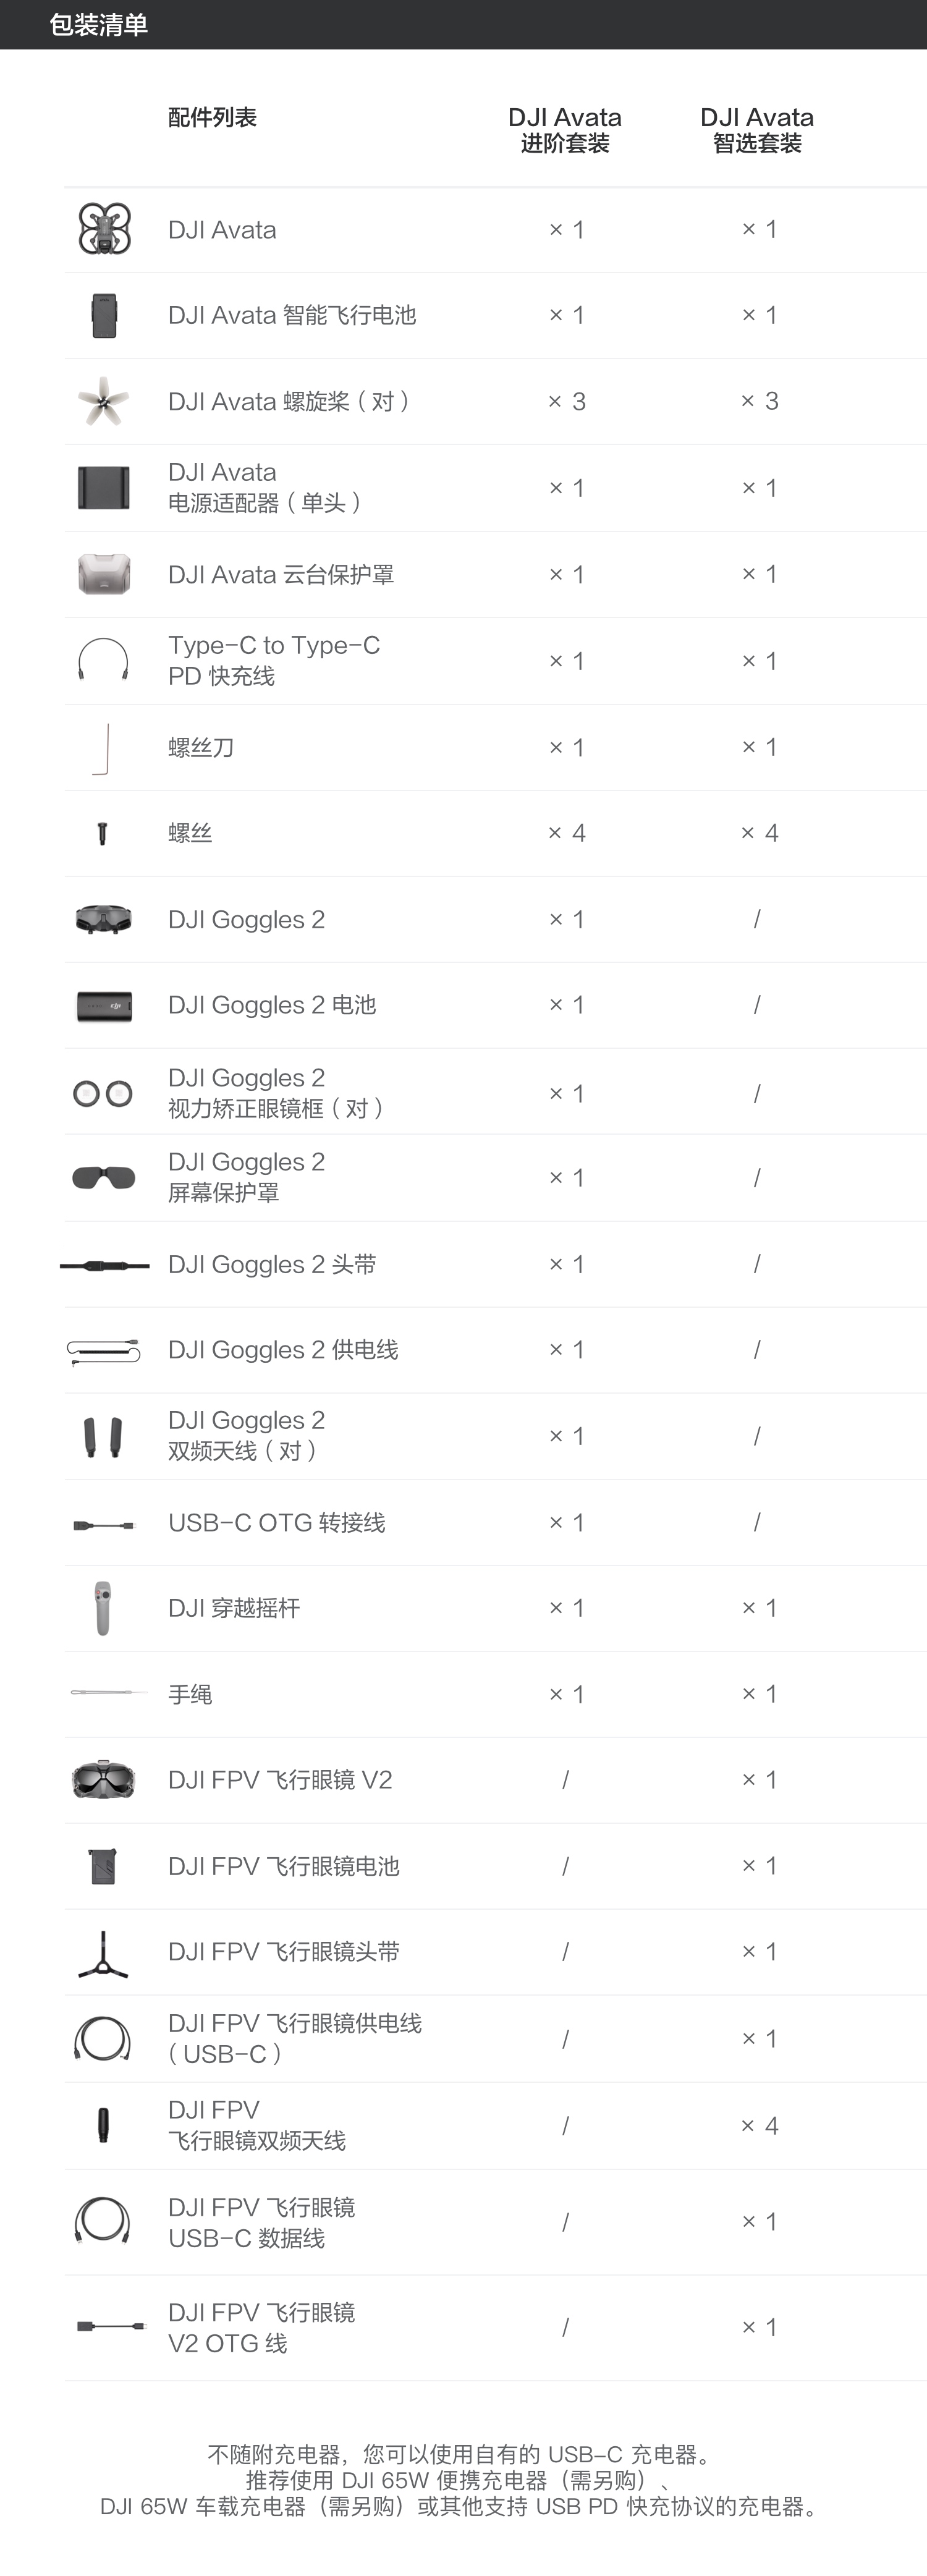 包装清单
配件列表 DJI Avata 进阶套装 DJI Avata 智选套装
DJI Avata × 1 × 1
DJI Avata 智能飞行电池 × 1 × 1
DJI Avata 螺旋桨（对） × 3 × 3
DJI Avata
电源适配器（单头） × 1 × 1
DJI Avata 云台保护罩 × 1 × 1
Type-C to Type-C
PD 快充线 × 1 × 1
螺丝刀 × 1 × 1
螺丝 × 4 × 4
DJI Goggles 2 × 1 /
DJI Goggles 2 电池 × 1 /
DJI Goggles 2
视力矫正眼镜框（对） × 1 /
DJI Goggles 2
屏幕保护罩 × 1 /
DJI Goggles 2 头带 × 1 /
DJI Goggles 2 供电线 × 1 /
DJI Goggles 2
双频天线（对） × 1 /
USB-C OTG 转接线 × 1 /
DJI 穿越摇杆 × 1 × 1
手绳 × 1 × 1
DJI FPV 飞行眼镜 V2 / × 1
DJI FPV 飞行眼镜电池 / × 1
DJI FPV 飞行眼镜头带 / × 1
DJI FPV 飞行眼镜供电线
（USB-C） / × 1
DJI FPV
飞行眼镜双频天线 / × 4
DJI FPV 飞行眼镜
USB-C 数据线 / × 1
DJI FPV 飞行眼镜
V2 OTG 线 / × 1
不随附充电器，您可以使用自有的 USB-C 充电器。
推荐使用 DJI 65W 便携充电器（需另购）、
DJI 65W 车载充电器（需另购）或其他支持 USB PD 快充协议的充电器。